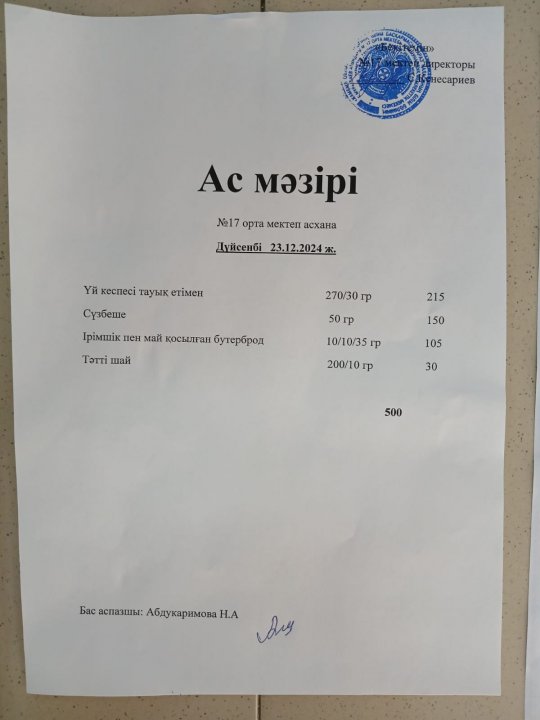 «Бекітемін»
№17 мектеп директоры
С.Кенесариев
Ас мәзірі
№17 орта мектеп асхана
Дүйсенбі 23.12.2024 ж.
Үй кеспесі тауық етімен 270/30 гр 215
Сүзбеше 50 гр 150
Ірімшік пен май қосылған бутерброд 10/10/35 гр 105
Тәтті шай 200/10 гр 30
500
Бас аспазшы: Абдукаримова Н.А